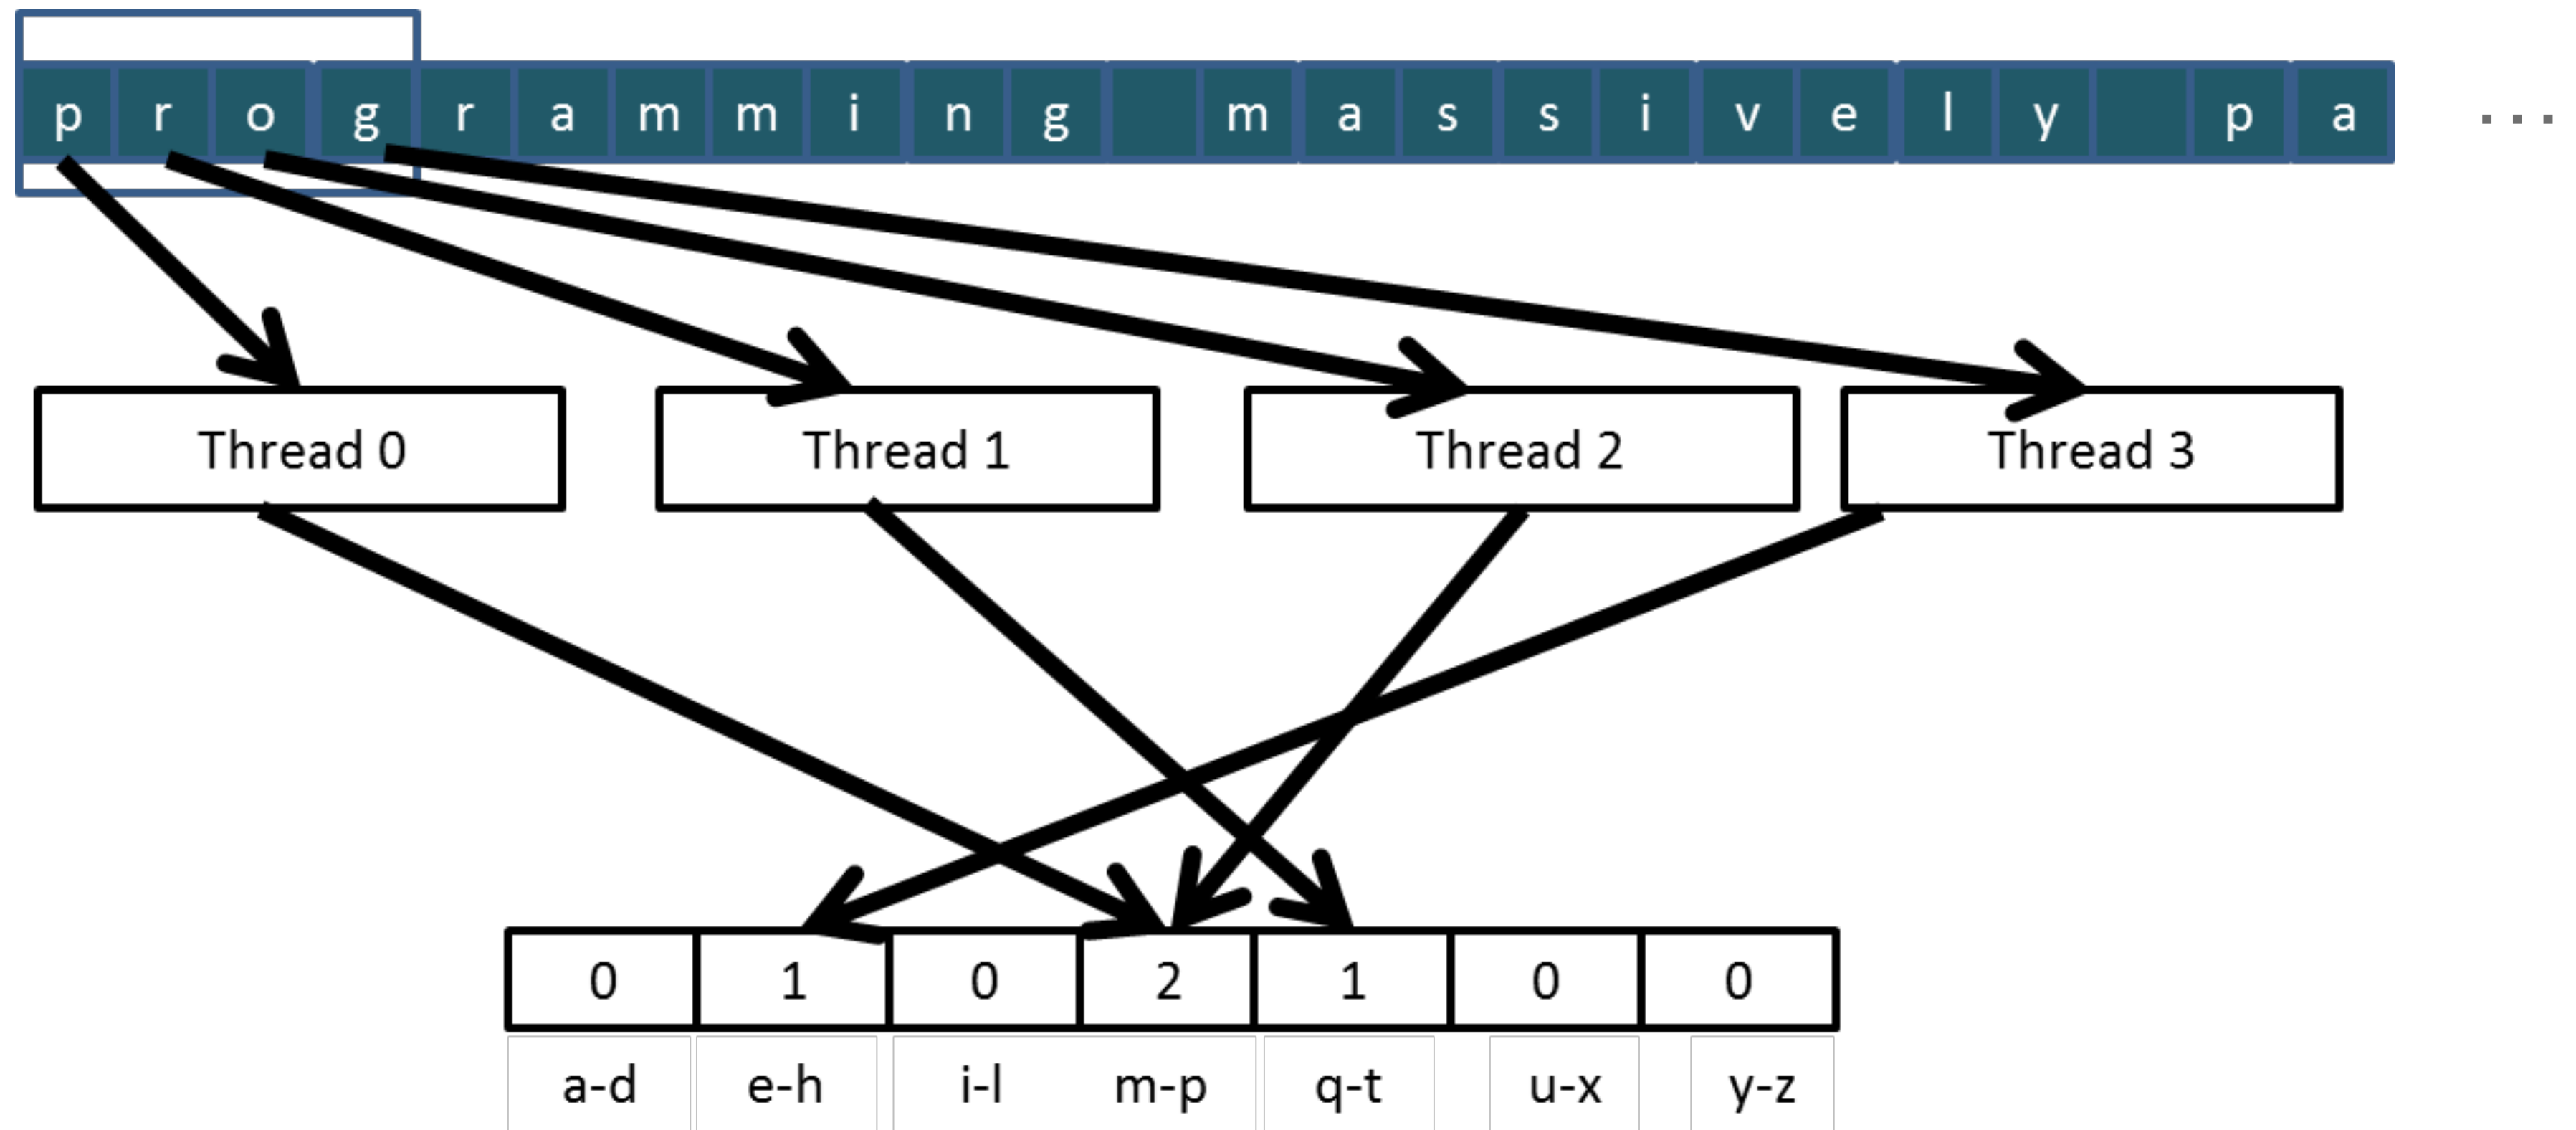 p r o g r a m m i n g   m a s s i v e l y   p a ...
Thread 0 Thread 1 Thread 2 Thread 3
0 1 0 2 1 0 0
a-d e-h i-l m-p q-t u-x y-z